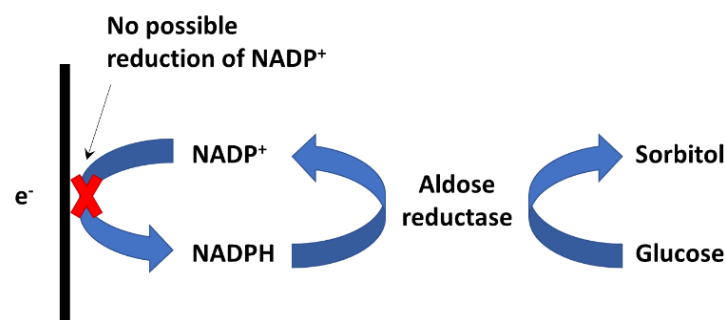 No possible
reduction of NADP⁺
e⁻
NADP⁺
NADPH
Aldose
reductase
Sorbitol
Glucose